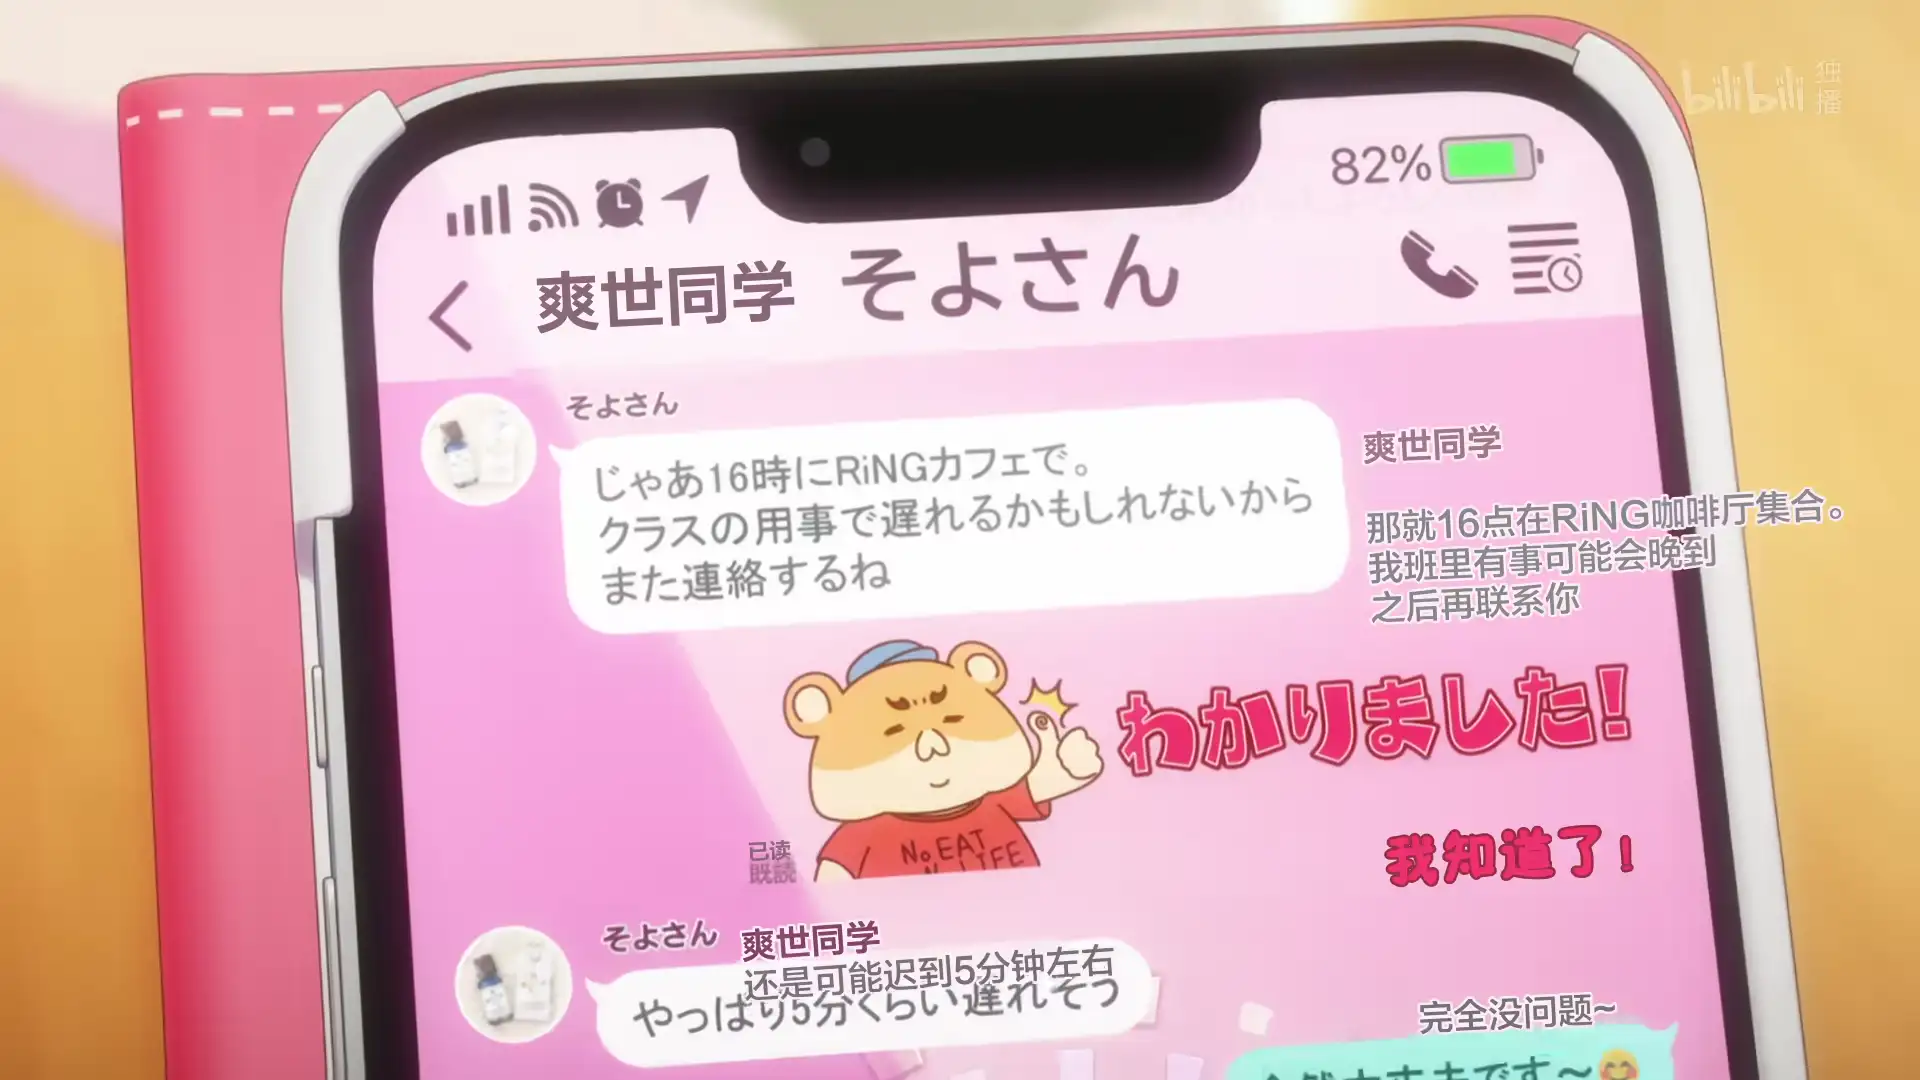 bilibili 独播
82%
爽世同学 そよさん
そよさん
じゃあ16時にRiNGカフェで。
クラスの用事で遅れるかもしれないから
また連絡するね
爽世同学
那就16点在RiNG咖啡厅集合。
我班里有事可能会晚到
之后再联系你
わかりました!
No EAT
No LIFE
我知道了!
已读
既読
そよさん 爽世同学
还是可能迟到5分钟左右
やっぱり5分くらい遅れそう
完全没问题~
です〜